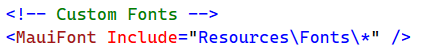 <!-- Custom Fonts -->
<MauiFont Include="Resources\Fonts\*" />